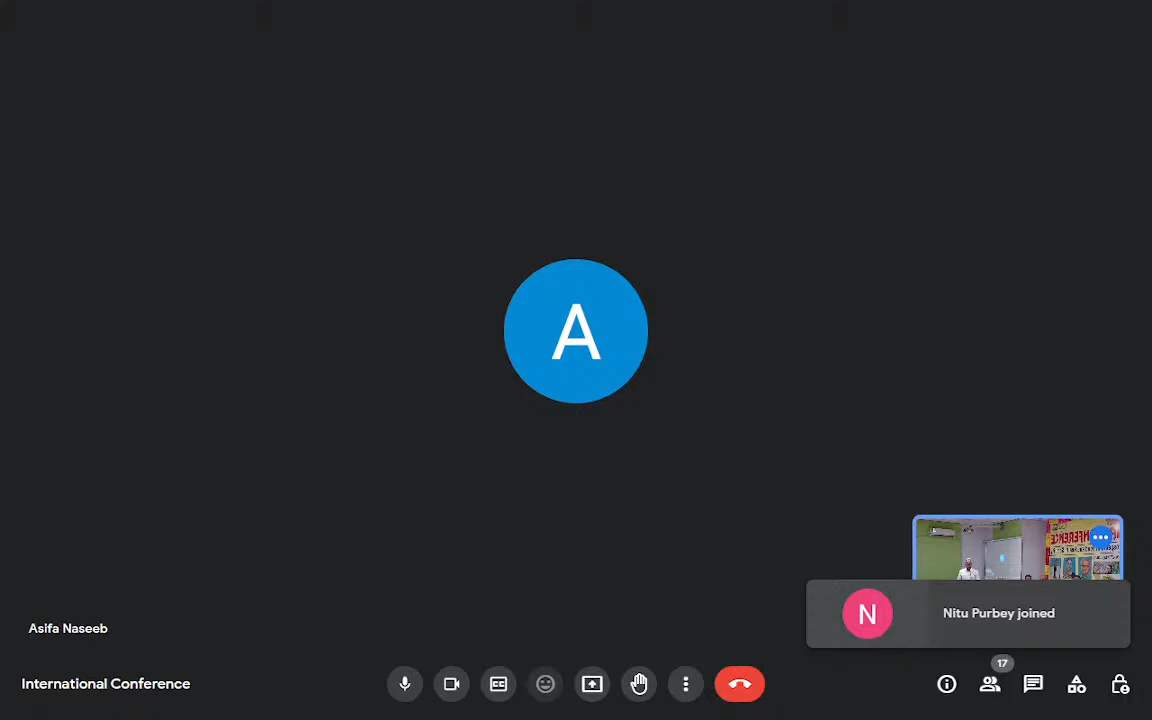 A
Nitu Purbey joined
N
Asifa Naseeb
International Conference
17